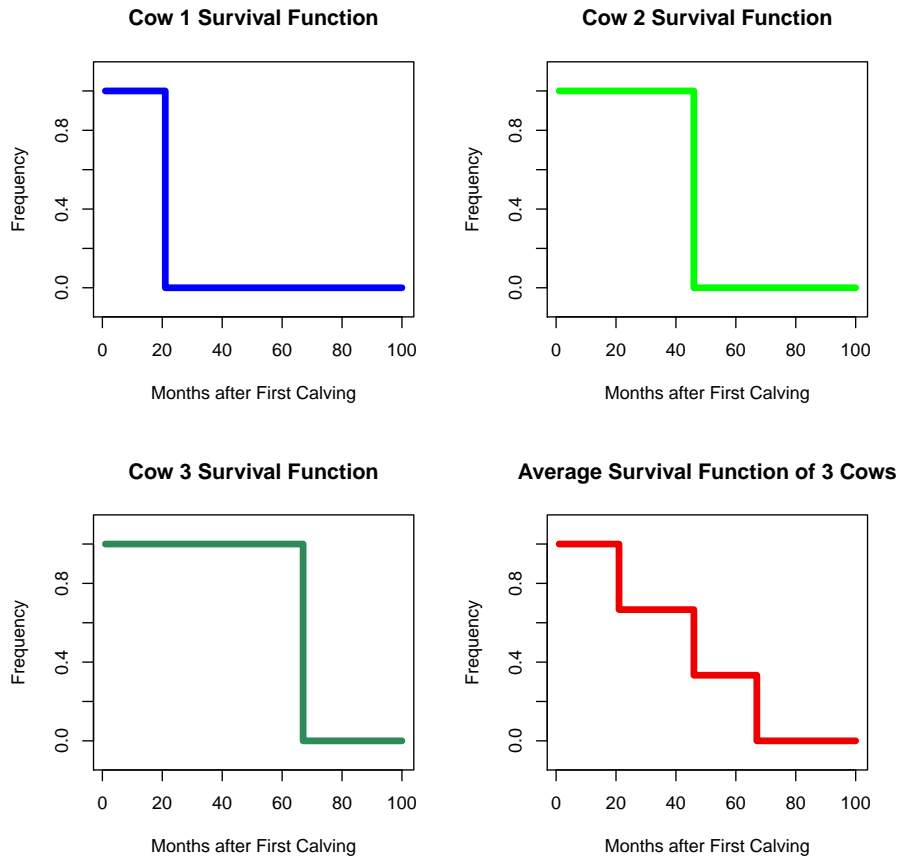 Cow 1 Survival Function
Frequency
0.0 0.4 0.8
0 20 40 60 80 100
Months after First Calving
Cow 2 Survival Function
Frequency
0.0 0.4 0.8
0 20 40 60 80 100
Months after First Calving
Cow 3 Survival Function
Frequency
0.0 0.4 0.8
0 20 40 60 80 100
Months after First Calving
Average Survival Function of 3 Cows
Frequency
0.0 0.4 0.8
0 20 40 60 80 100
Months after First Calving